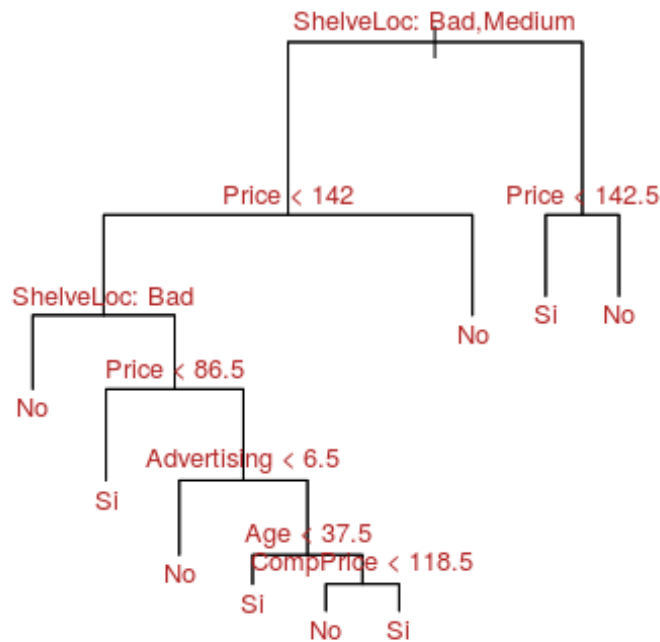 ShelveLoc: Bad,Medium
Price < 142
Price < 142.5
ShelveLoc: Bad
Si
No
No
Price < 86.5
No
Advertising < 6.5
Si
Age < 37.5
CompPrice < 118.5
No
Si
No
Si